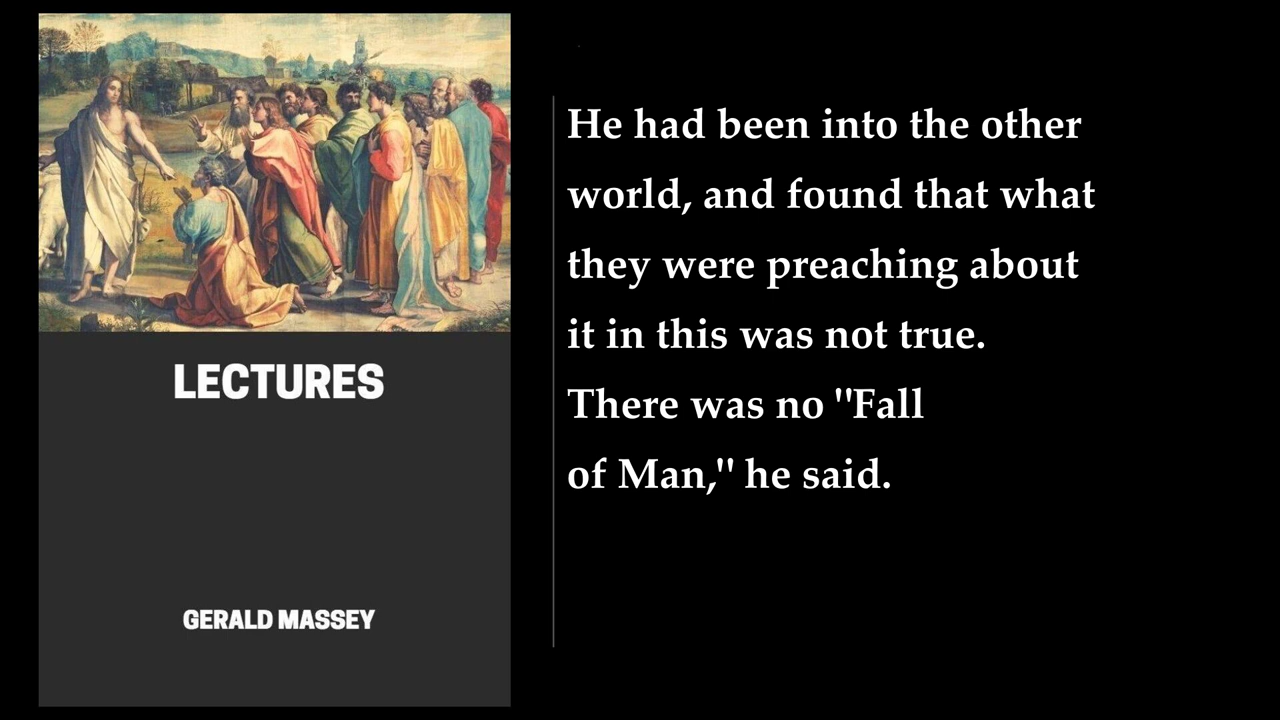 LECTURES
GERALD MASSEY
He had been into the other
world, and found that what
they were preaching about
it in this was not true.
There was no "Fall
of Man," he said.